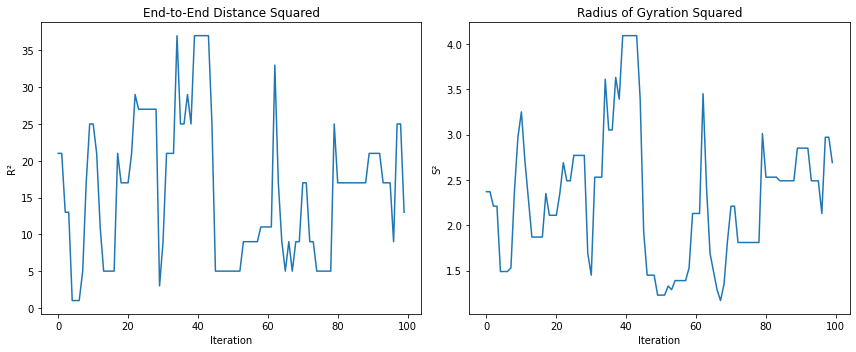 End-to-End Distance Squared
R²
35
30
25
20
15
10
5
0
0 20 40 60 80 100
Iteration
Radius of Gyration Squared
S²
4.0
3.5
3.0
2.5
2.0
1.5
0 20 40 60 80 100
Iteration